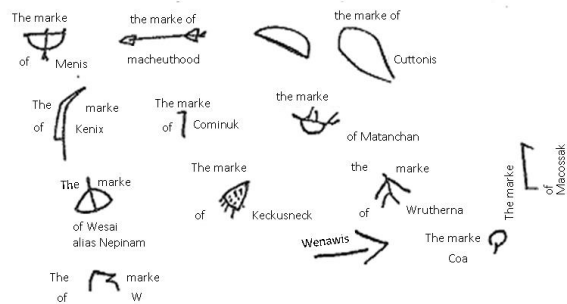 The marke
of Menis
the marke of
macheuthood
the marke of
Cuttonis
The marke
of Kenix
The marke
of Cominuk
the marke
of Matanchan
The marke
of Macossak
The marke
of Wesai
alias Nepinam
The marke
of Keckusneck
the marke
of Wrutherna
Wenawis
The marke
Coa
The marke
of W